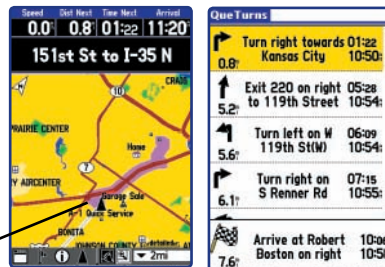 Speed Dist Next Time Next Arrival
0.0 0.8 01:22 11:20
151st St to I-35 N
10
PRAIRIE CENTER
Home
7
Y AIRCENTER
Garage Sale
A-1 Quick Service
BONITA
JOHNSON COUNTY
2mi
QueTurns
Turn right towards 01:22
Kansas City 10:50
0.8
Exit 220 on right 05:28
to 119th Street 10:54
5.2
Turn left on W 06:09
119th St(W) 10:54
5.6
Turn right on 07:15
S Renner Rd 10:55
6.1
Arrive at Robert
Boston on right
7.6